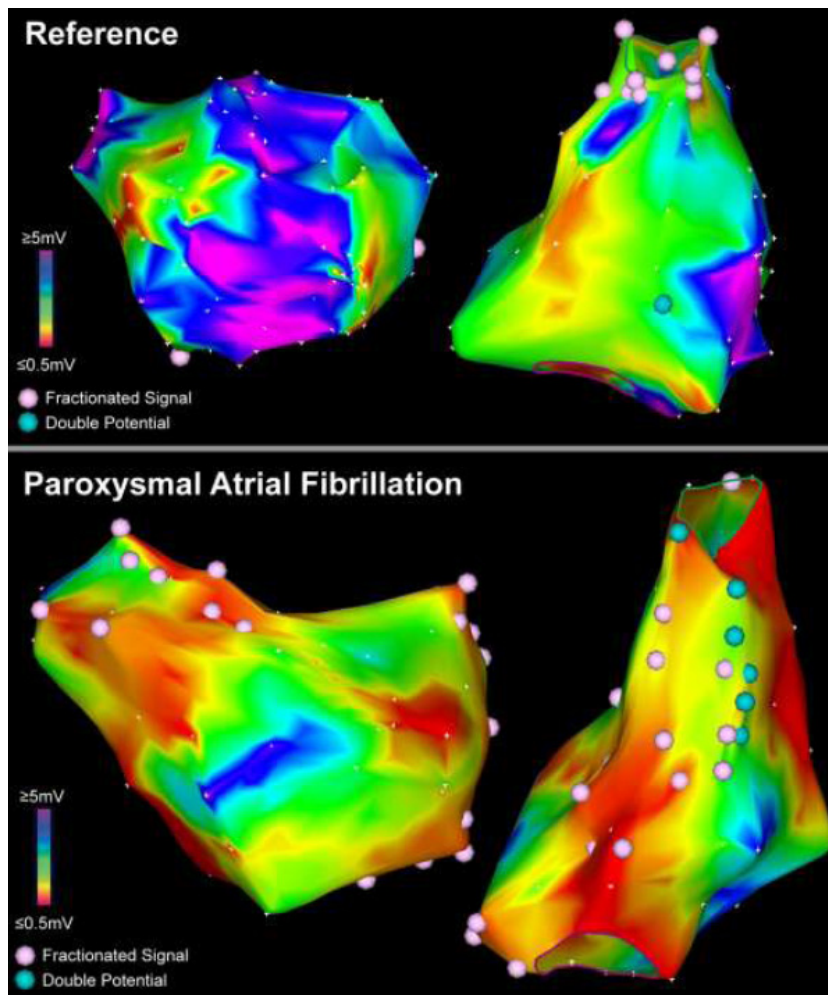 Reference
≥5mV
≤0.5mV
Fractionated Signal
Double Potential
Paroxysmal Atrial Fibrillation
≥5mV
≤0.5mV
Fractionated Signal
Double Potential